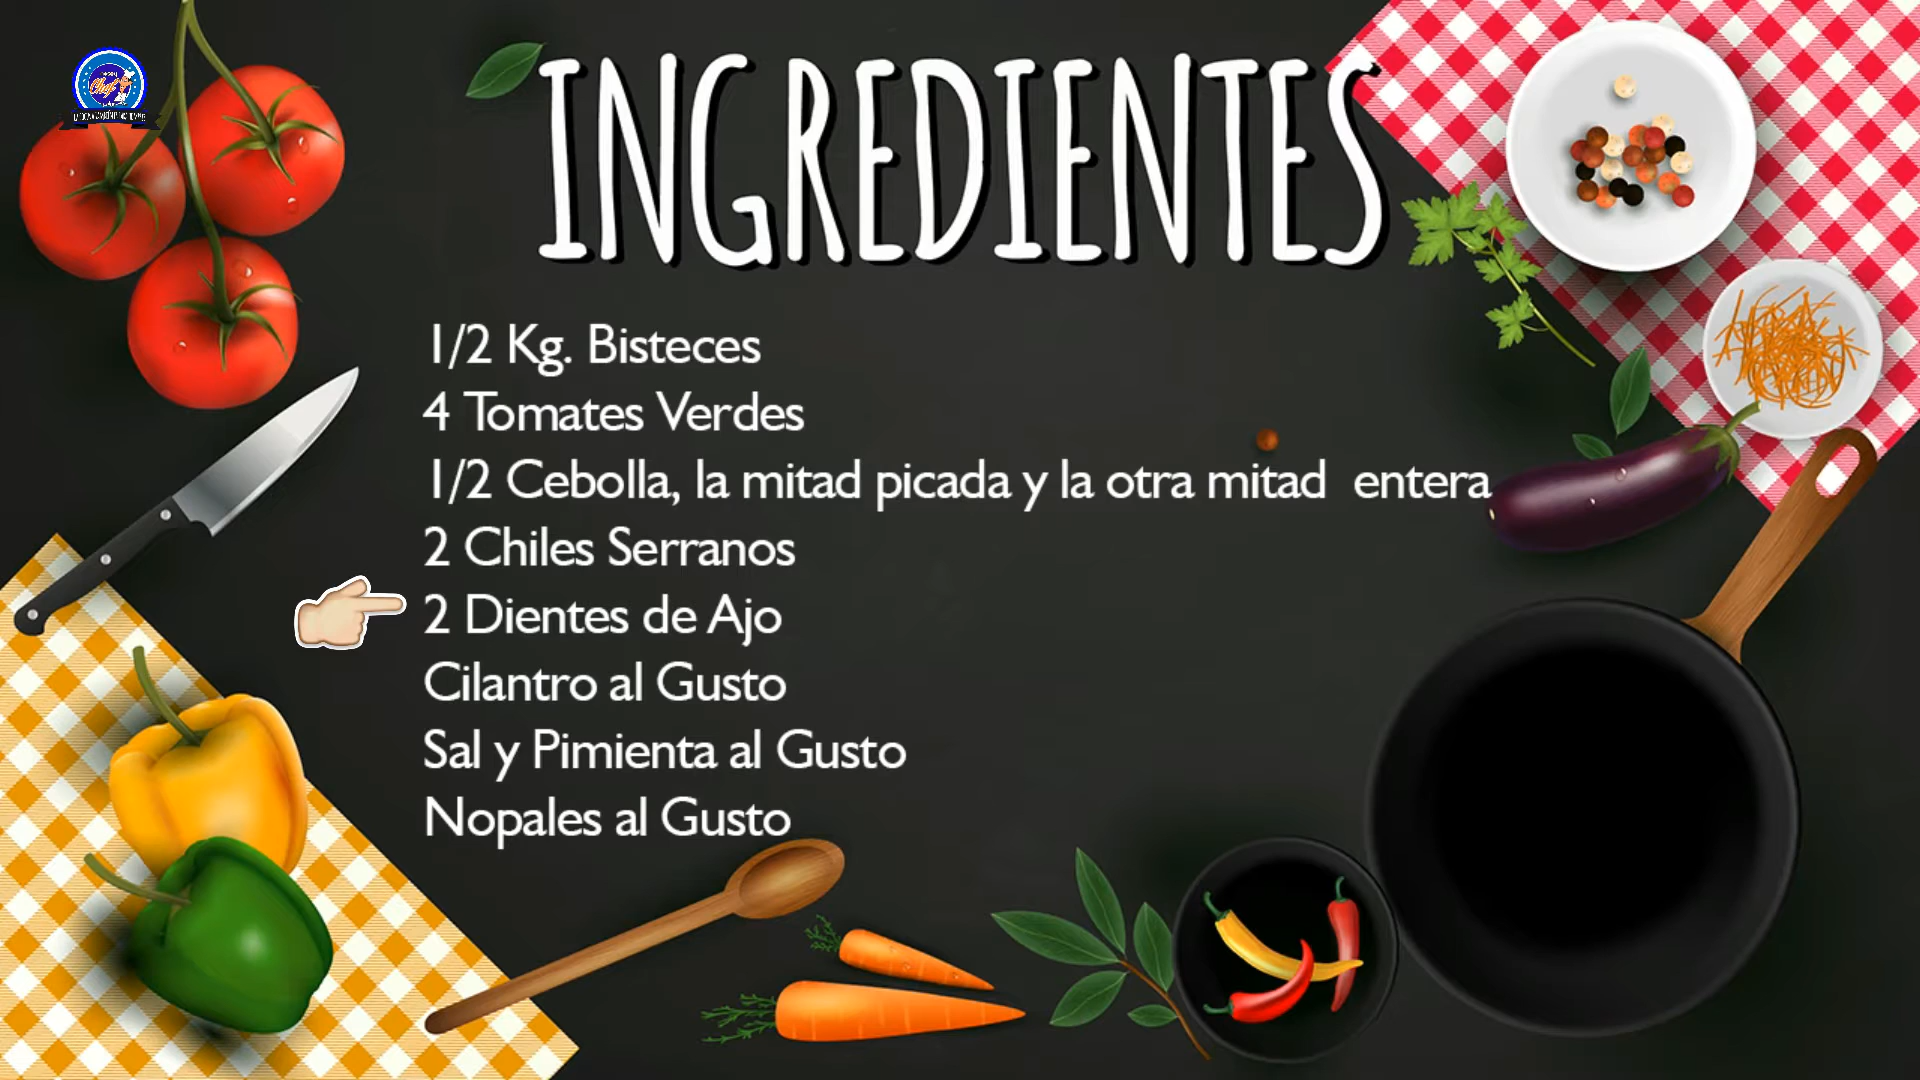 INGREDIENTES
1/2 Kg. Bisteces
4 Tomates Verdes
1/2 Cebolla, la mitad picada y la otra mitad entera
2 Chiles Serranos
2 Dientes de Ajo
Cilantro al Gusto
Sal y Pimienta al Gusto
Nopales al Gusto